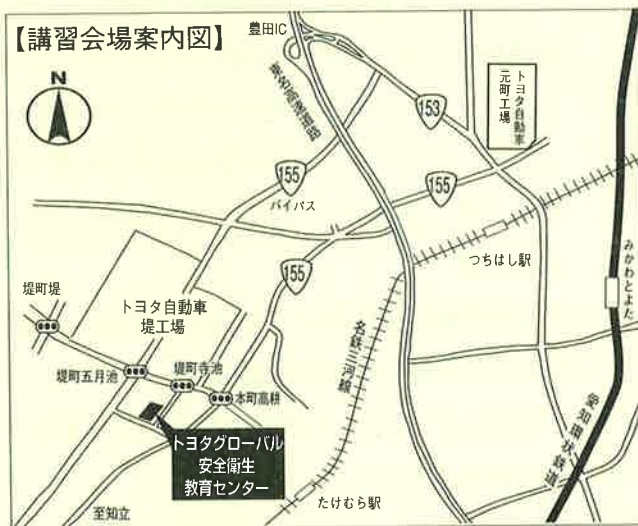 【講習会場案内図】
豊田IC
N
東名高速道路
153
トヨタ自動車
元町工場
155
バイパス
155
つちはし駅
155
みかわとよた
堤町堤
トヨタ自動車
堤工場
名鉄三河線
堤町五月池
堤町寺池
本町高耕
愛知環状鉄道
トヨタグローバル
安全衛生
教育センター
たけむら駅
至知立